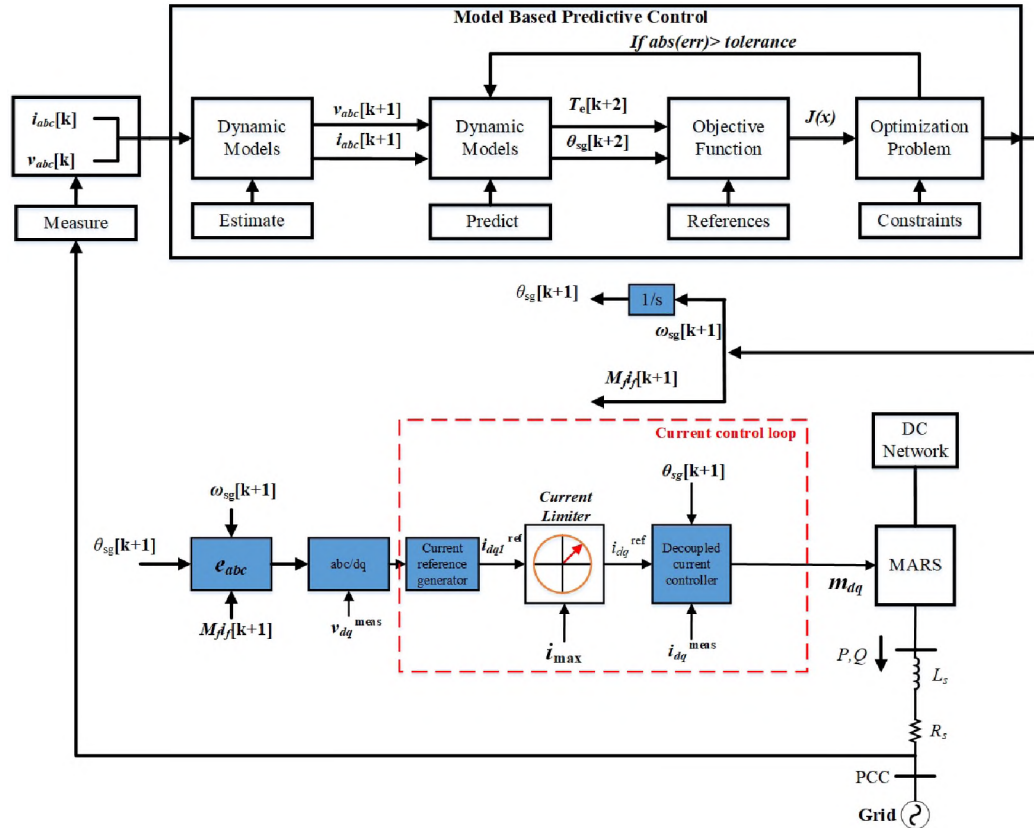 Model Based Predictive Control
If abs(err)> tolerance
i_abc[k]
v_abc[k]
Measure
Dynamic
Models
Estimate
v_abc[k+1]
i_abc[k+1]
Dynamic
Models
Predict
T_e[k+2]
θ_sg[k+2]
Objective
Function
References
J(x)
Optimization
Problem
Constraints
θ_sg[k+1]
1/s
ω_sg[k+1]
M_f i_f[k+1]
Current control loop
DC
Network
MARS
ω_sg[k+1]
θ_sg[k+1]
e_abc
M_f i_f[k+1]
abc/dq
v_dq^meas
Current
reference
generator
i_dq1^ref
Current
Limiter
i_max
i_dq^ref
θ_sg[k+1]
Decoupled
current
controller
i_dq^meas
m_dq
P,Q
L_s
R_s
PCC
Grid